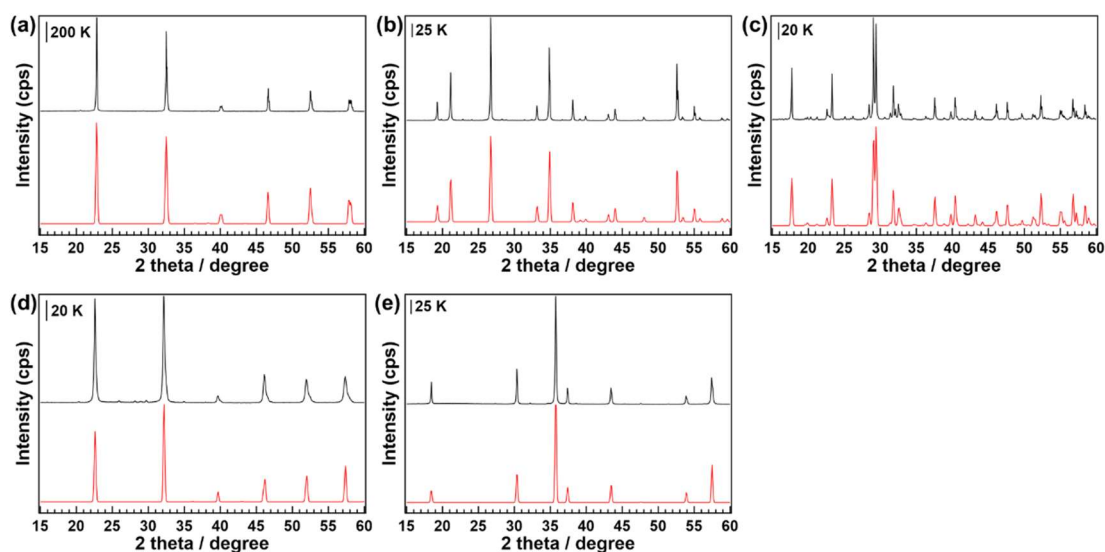 (a) 200 K
Intensity (cps)
15 20 25 30 35 40 45 50 55 60
2 theta / degree
(b) 25 K
Intensity (cps)
15 20 25 30 35 40 45 50 55 60
2 theta / degree
(c) 20 K
Intensity (cps)
15 20 25 30 35 40 45 50 55 60
2 theta / degree
(d) 20 K
Intensity (cps)
15 20 25 30 35 40 45 50 55 60
2 theta / degree
(e) 25 K
Intensity (cps)
15 20 25 30 35 40 45 50 55 60
2 theta / degree